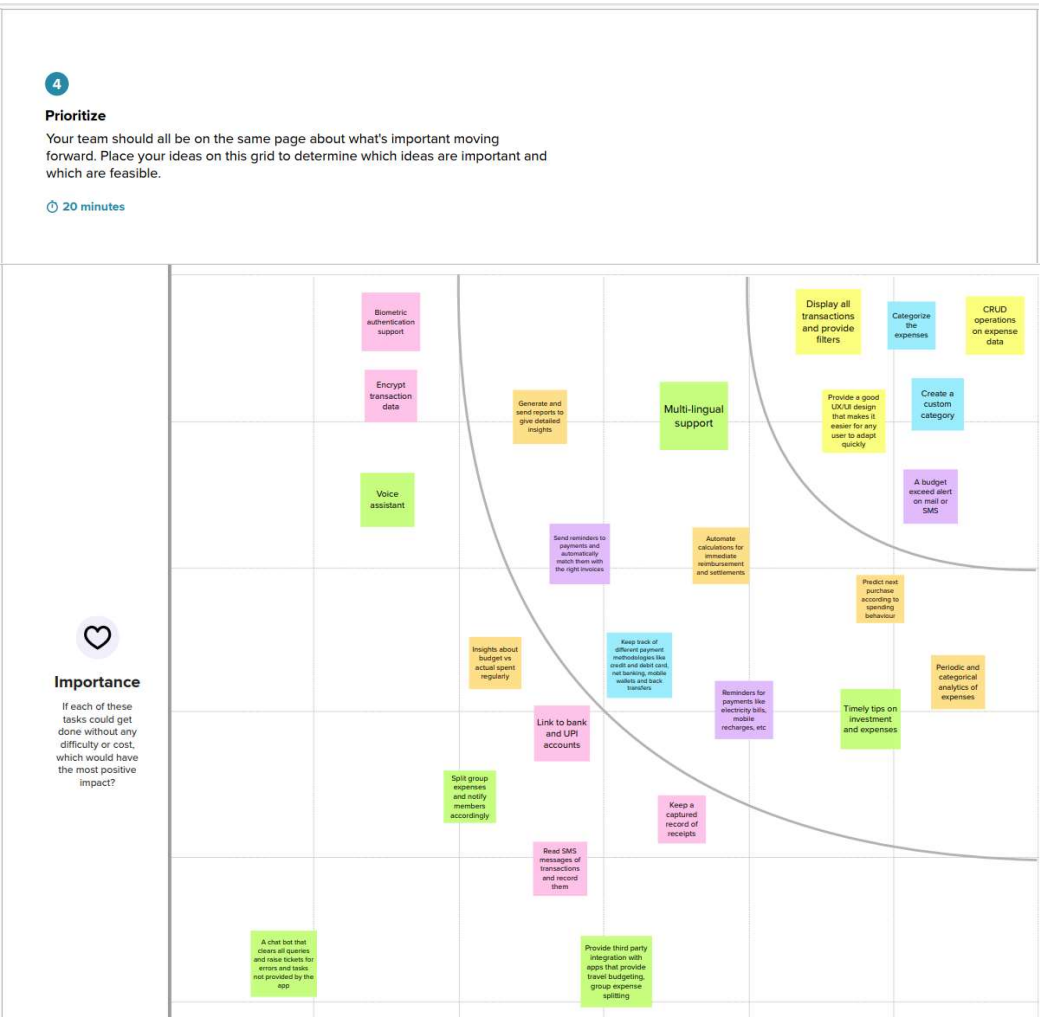 4
Prioritize
Your team should all be on the same page about what's important moving
forward. Place your ideas on this grid to determine which ideas are important and
which are feasible.
20 minutes
Importance
If each of these
tasks could get
done without any
difficulty or cost,
which would have
the most positive
impact?
Biometric
authentication
support
Encrypt
transaction
data
Voice
assistant
Generate and
send reports to
give detailed
insights
Multi-lingual
support
Display all
transactions
and provide
filters
Categorize
the
expenses
CRUD
operations
on expense
data
Provide a good
UX/UI design
that makes it
easier for any
user to adapt
quickly
Create a
custom
category
A budget
exceed alert
on mail or
SMS
Send reminders to
payments and
automatically
match them with
the right invoices
Automate
calculations for
immediate
reimbursement
and settlements
Predict next
purchase
according to
spending
behaviour
Insights about
budget vs
actual spent
regularly
Keep track of
different payment
methodologies like
credit and debit card,
net banking, mobile
wallets and back
transfers
Reminders for
payments like
electricity bills,
mobile
recharges, etc
Timely tips on
investment
and expenses
Periodic and
categorical
analytics of
expenses
Link to bank
and UPI
accounts
Split group
expenses
and notify
members
accordingly
Keep a
captured
record of
receipts
Read SMS
messages of
transactions
and record
them
A chat bot that
clears all queries
and raise tickets for
errors and tasks
not provided by the
app
Provide third party
integration with
apps that provide
travel budgeting,
group expense
splitting